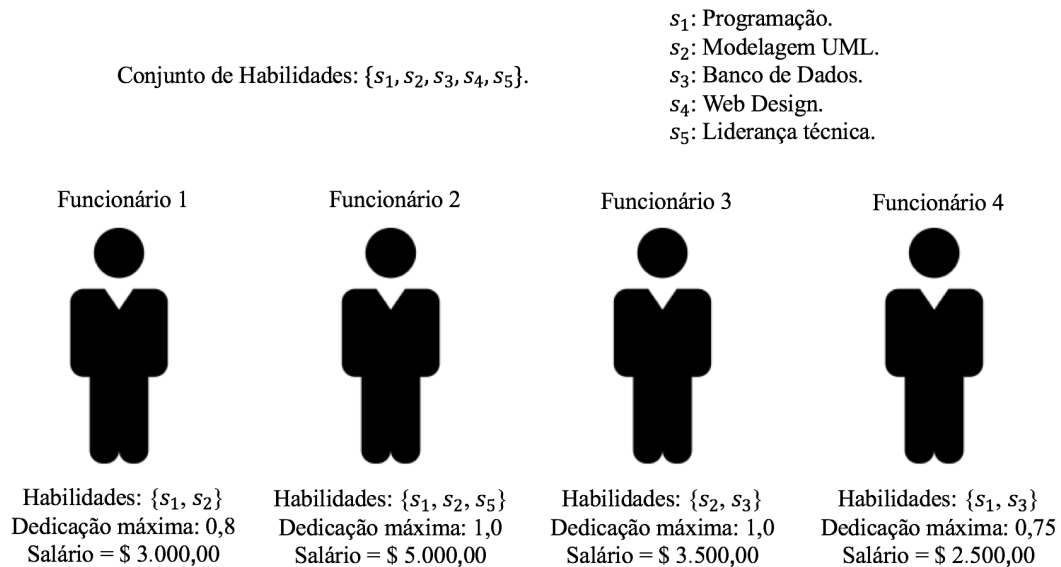 Conjunto de Habilidades: {s₁, s₂, s₃, s₄, s₅}.
s₁: Programação.
s₂: Modelagem UML.
s₃: Banco de Dados.
s₄: Web Design.
s₅: Liderança técnica.
Funcionário 1
Habilidades: {s₁, s₂}
Dedicação máxima: 0,8
Salário = $ 3.000,00
Funcionário 2
Habilidades: {s₁, s₂, s₅}
Dedicação máxima: 1,0
Salário = $ 5.000,00
Funcionário 3
Habilidades: {s₂, s₃}
Dedicação máxima: 1,0
Salário = $ 3.500,00
Funcionário 4
Habilidades: {s₁, s₃}
Dedicação máxima: 0,75
Salário = $ 2.500,00